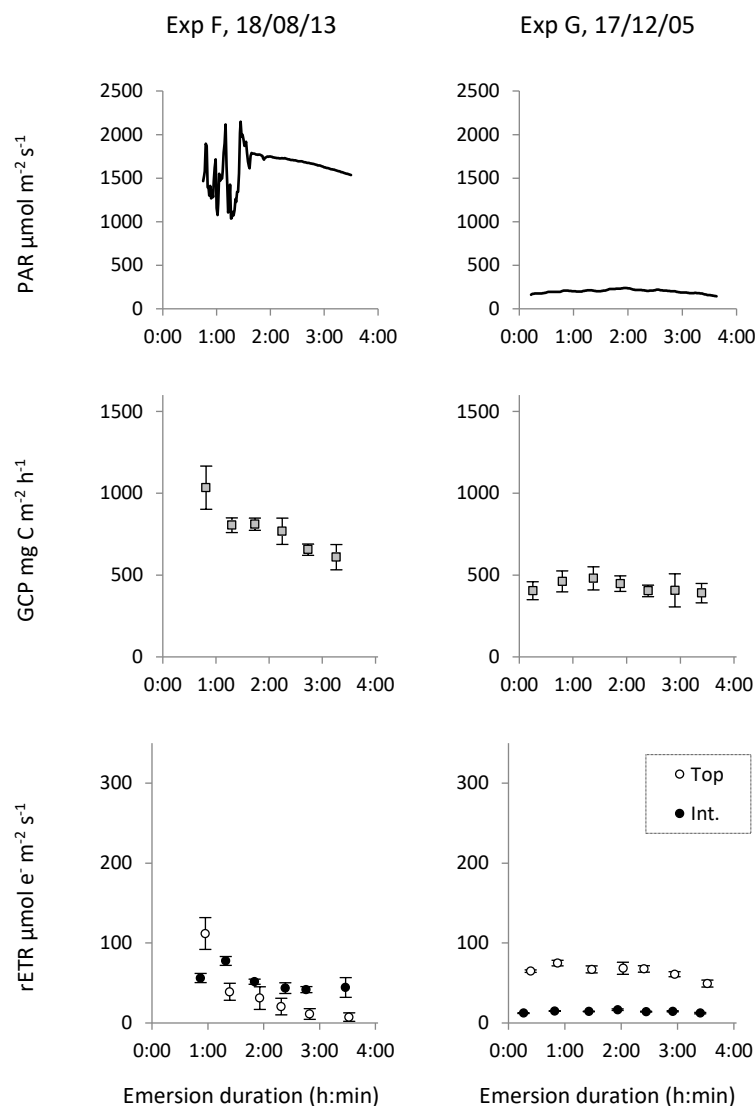 Exp F, 18/08/13
Exp G, 17/12/05
PAR µmol m⁻² s⁻¹
2500
2000
1500
1000
500
0
0:00 1:00 2:00 3:00 4:00
2500
2000
1500
1000
500
0
0:00 1:00 2:00 3:00 4:00
GCP mg C m⁻² h⁻¹
1500
1000
500
0
0:00 1:00 2:00 3:00 4:00
1500
1000
500
0
0:00 1:00 2:00 3:00 4:00
rETR µmol e⁻ m⁻² s⁻¹
300
200
100
0
0:00 1:00 2:00 3:00 4:00
Emersion duration (h:min)
300
200
100
0
0:00 1:00 2:00 3:00 4:00
Top
Int.
Emersion duration (h:min)